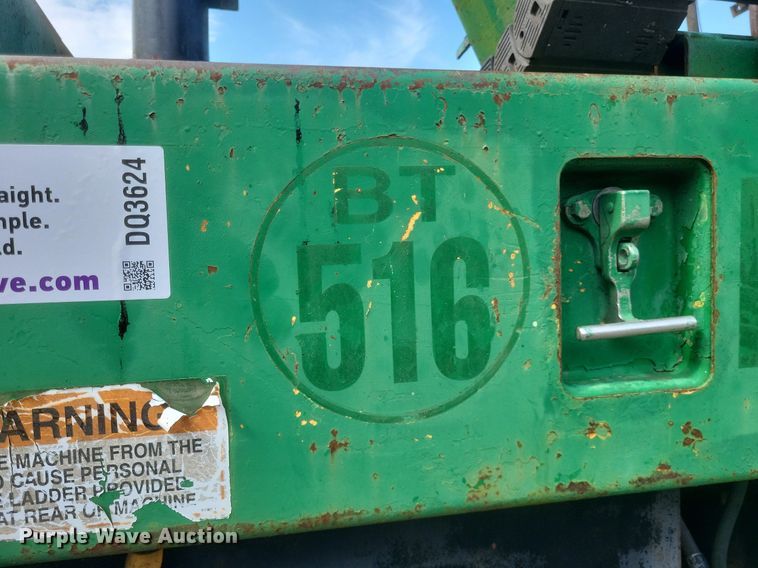 aight.
mple.
d.
ve.com
DQ3624
BT
516
ARNING
E MACHINE FROM THE
O CAUSE PERSONAL
LADDER PROVIDED
AT REAR OF MACHINE
Purple Wave Auction